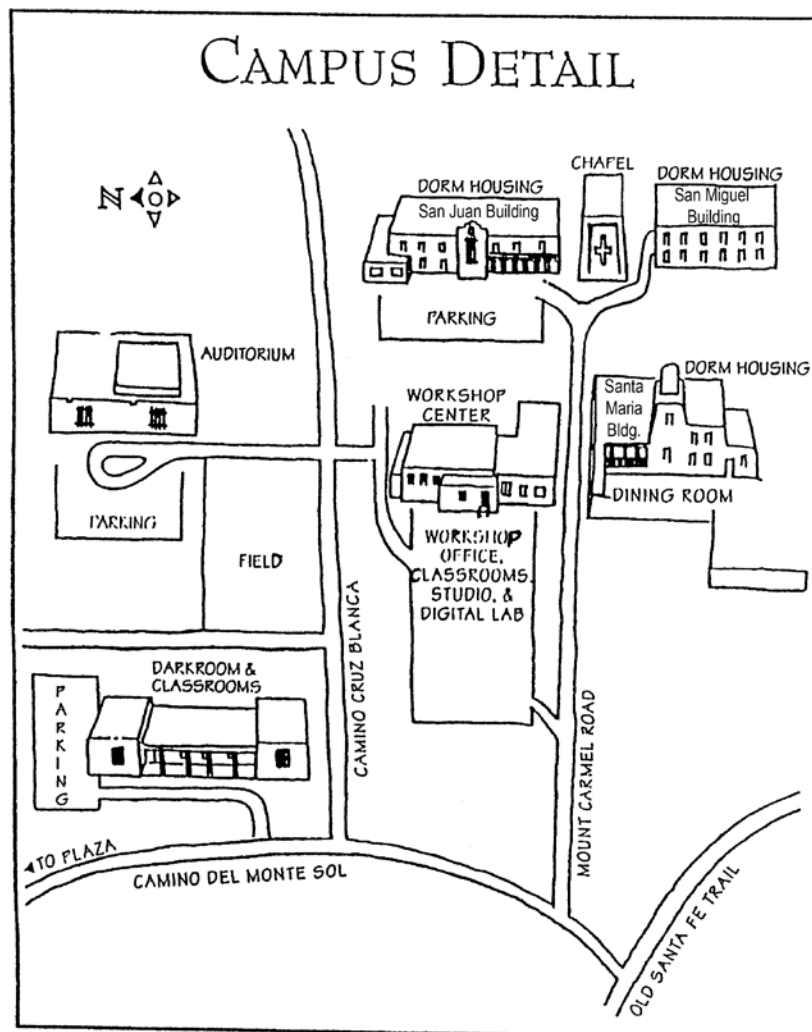 CAMPUS DETAIL
N
DORM HOUSING
San Juan Building
CHAPEL
DORM HOUSING
San Miguel
Building
PARKING
AUDITORIUM
WORKSHOP
CENTER
DORM HOUSING
Santa
Maria
Bldg.
DINING ROOM
PARKING
FIELD
WORKSHOP
OFFICE,
CLASSROOMS,
STUDIO, &
DIGITAL LAB
DARKROOM &
CLASSROOMS
PARKING
CAMINO CRUZ BLANCA
MOUNT CARMEL ROAD
TO PLAZA
CAMINO DEL MONTE SOL
OLD SANTA FE TRAIL